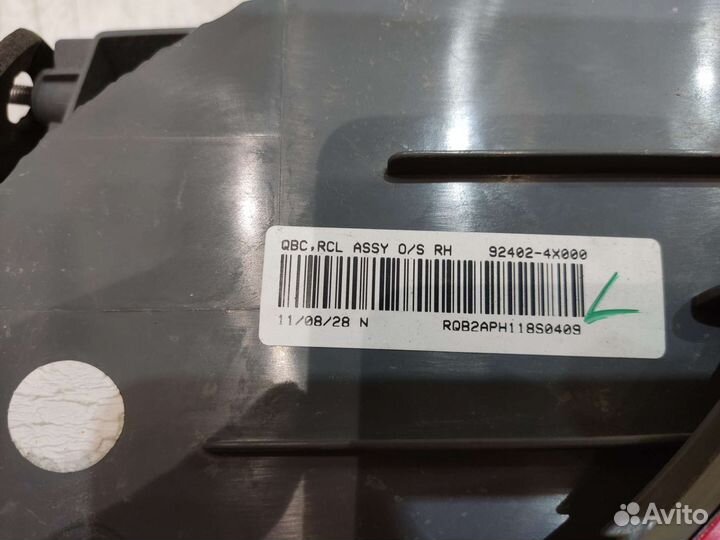 QBC,RCL ASSY O/S RH 92402-4X000
11/08/28 N RQB2APH118S0409
Avito